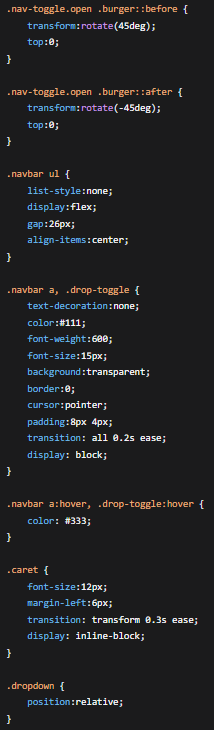 .nav-toggle.open .burger::before {
    transform:rotate(45deg);
    top:0;
}

.nav-toggle.open .burger::after {
    transform:rotate(-45deg);
    top:0;
}

.navbar ul {
    list-style:none;
    display:flex;
    gap:26px;
    align-items:center;
}

.navbar a, .drop-toggle {
    text-decoration:none;
    color:#111;
    font-weight:600;
    font-size:15px;
    background:transparent;
    border:0;
    cursor:pointer;
    padding:8px 4px;
    transition: all 0.2s ease;
    display: block;
}

.navbar a:hover, .drop-toggle:hover {
    color: #333;
}

.caret {
    font-size:12px;
    margin-left:6px;
    transition: transform 0.3s ease;
    display: inline-block;
}

.dropdown {
    position:relative;
}